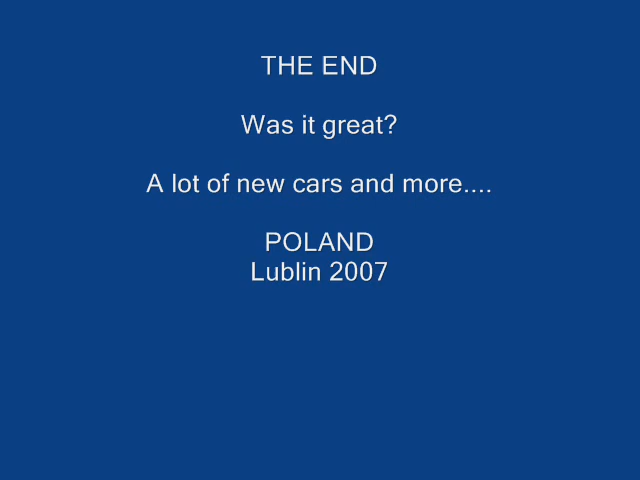 THE END
Was it great?
A lot of new cars and more....
POLAND
Lublin 2007